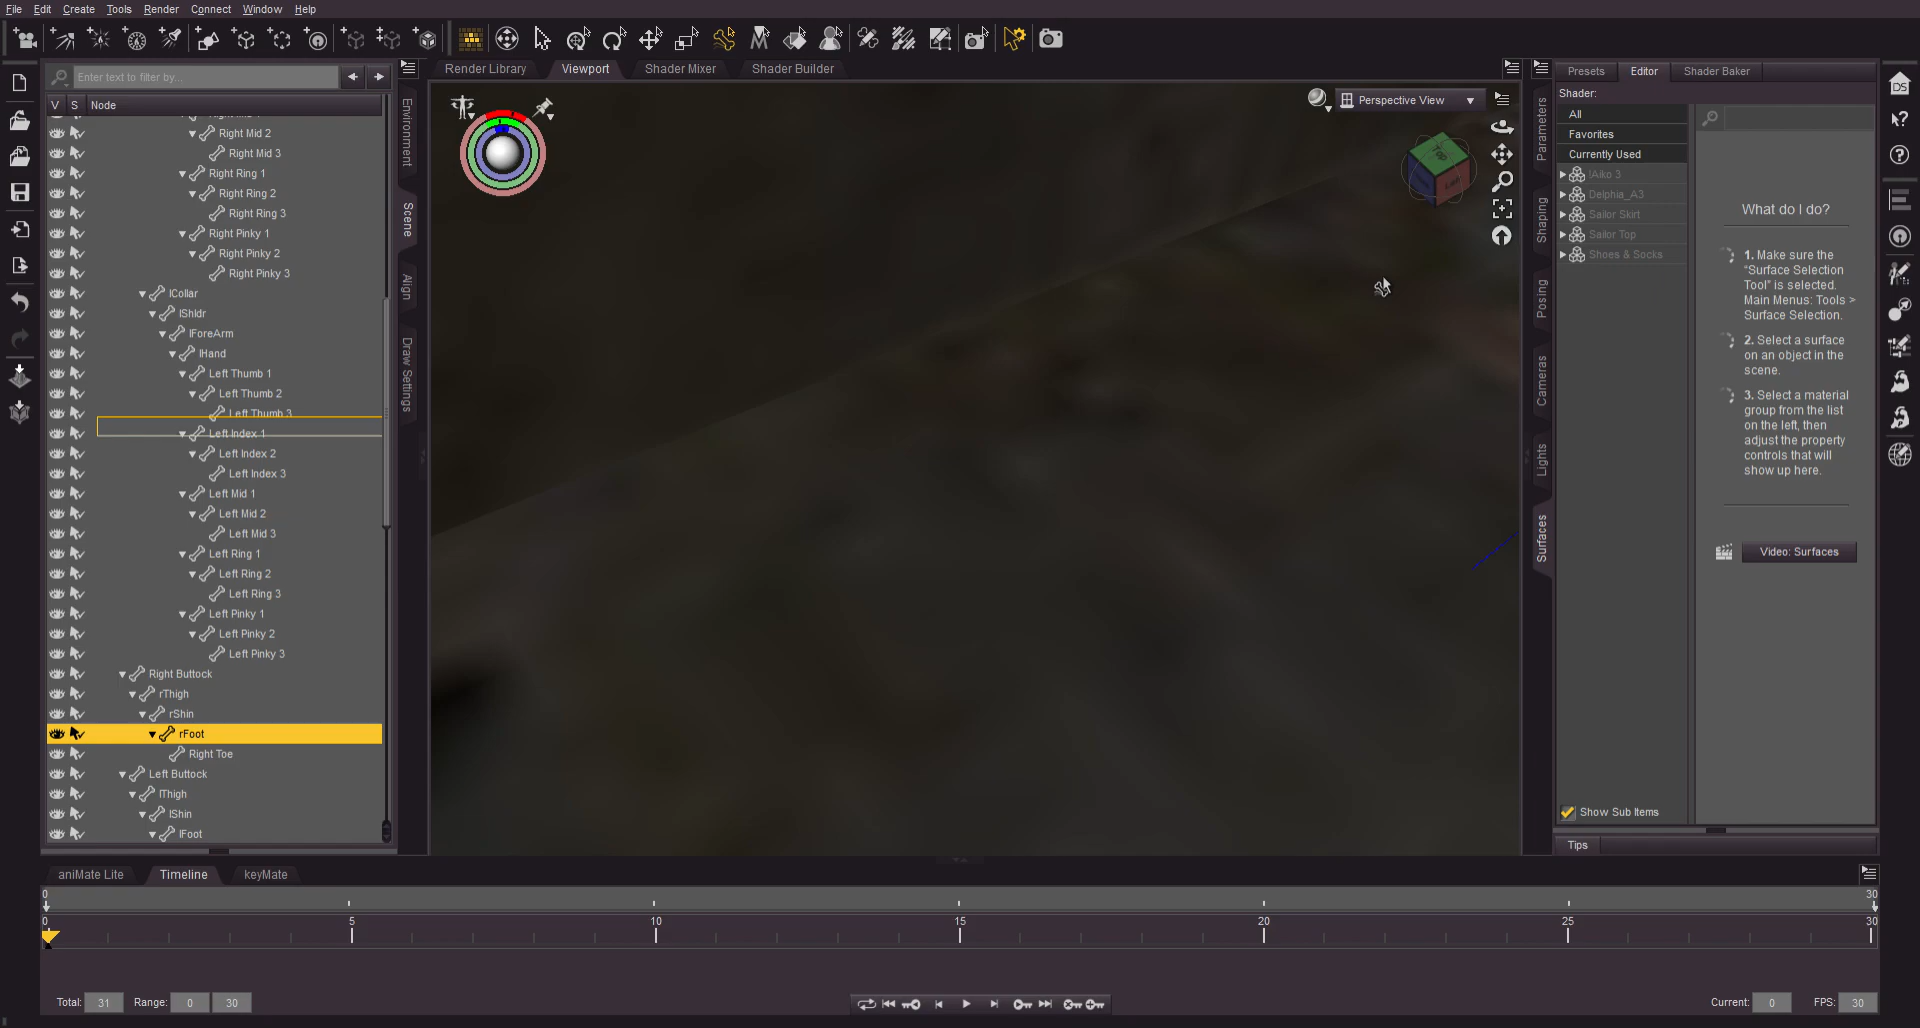 File Edit Create Tools Render Connect Window Help
Enter text to filter by...
V S Node
Right Mid 2
Right Mid 3
Right Ring 1
Right Ring 2
Right Ring 3
Right Pinky 1
Right Pinky 2
Right Pinky 3
lCollar
lShldr
lForeArm
lHand
Left Thumb 1
Left Thumb 2
Left Thumb 3
Left Index 1
Left Index 2
Left Index 3
Left Mid 1
Left Mid 2
Left Mid 3
Left Ring 1
Left Ring 2
Left Ring 3
Left Pinky 1
Left Pinky 2
Left Pinky 3
Right Buttock
rThigh
rShin
rFoot
Right Toe
Left Buttock
lThigh
lShin
lFoot
Environment
Scene
Align
Draw Settings
Render Library Viewport Shader Mixer Shader Builder
Perspective View
Top
Left
Parameters
Shaping
Posing
Cameras
Lights
Surfaces
Presets Editor Shader Baker
Shader:
All
Favorites
Currently Used
!Aiko 3
Delphia_A3
Sailor Skirt
Sailor Top
Shoes & Socks
What do I do?
1. Make sure the
"Surface Selection
Tool" is selected.
Main Menus: Tools >
Surface Selection.
2. Select a surface
on an object in the
scene.
3. Select a material
group from the list
on the left, then
adjust the property
controls that will
show up here.
Video: Surfaces
Show Sub Items
Tips
DS
aniMate Lite Timeline keyMate
0 30
0 5 10 15 20 25 30
Total: 31 Range: 0 30
Current: 0 FPS: 30